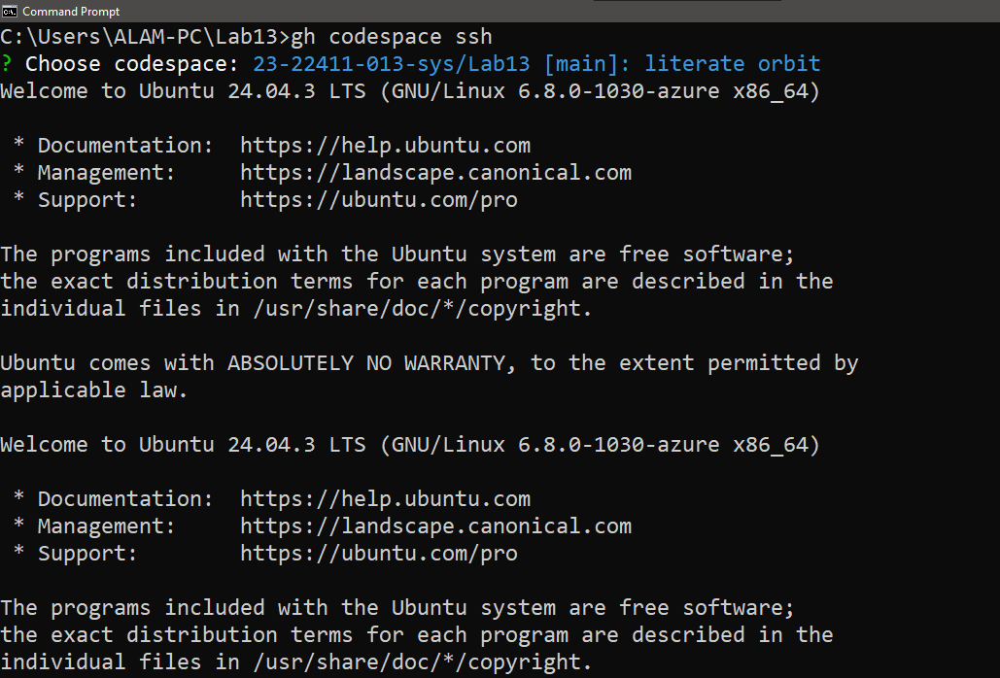 Command Prompt
C:\Users\ALAM-PC\Lab13>gh codespace ssh
? Choose codespace: 23-22411-013-sys/Lab13 [main]: literate orbit
Welcome to Ubuntu 24.04.3 LTS (GNU/Linux 6.8.0-1030-azure x86_64)
* Documentation: https://help.ubuntu.com
* Management: https://landscape.canonical.com
* Support: https://ubuntu.com/pro
The programs included with the Ubuntu system are free software;
the exact distribution terms for each program are described in the
individual files in /usr/share/doc/*/copyright.
Ubuntu comes with ABSOLUTELY NO WARRANTY, to the extent permitted by
applicable law.
Welcome to Ubuntu 24.04.3 LTS (GNU/Linux 6.8.0-1030-azure x86_64)
* Documentation: https://help.ubuntu.com
* Management: https://landscape.canonical.com
* Support: https://ubuntu.com/pro
The programs included with the Ubuntu system are free software;
the exact distribution terms for each program are described in the
individual files in /usr/share/doc/*/copyright.